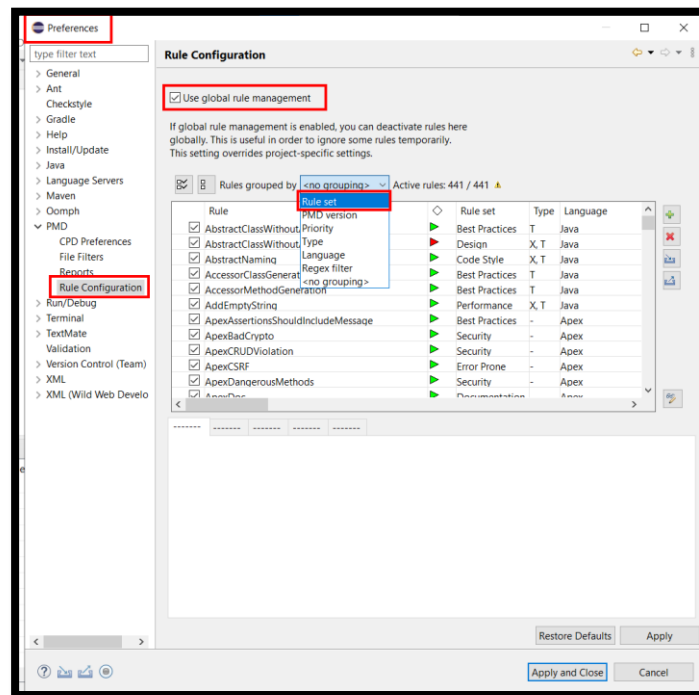 Preferences
type filter text
Rule Configuration
General
Ant
Checkstyle
Gradle
Help
Install/Update
Java
Language Servers
Maven
Oomph
PMD
CPD Preferences
File Filters
Reports
Rule Configuration
Run/Debug
Terminal
TextMate
Validation
Version Control (Team)
XML
XML (Wild Web Develo
Use global rule management
If global rule management is enabled, you can deactivate rules here
globally. This is useful in order to ignore some rules temporarily.
This setting overrides project-specific settings.
Rules grouped by <no grouping> Active rules: 441 / 441
Rule set
PMD version
Priority
Type
Language
Regex filter
<no grouping>
Rule Rule set Type Language
AbstractClassWithout Best Practices T Java
AbstractClassWithout Design X, T Java
AbstractNaming Code Style X, T Java
AccessorClassGenerat Best Practices T Java
AccessorMethodGeneration Best Practices T Java
AddEmptyString Performance X, T Java
ApexAssertionsShouldIncludeMessage Best Practices - Apex
ApexBadCrypto Security - Apex
ApexCRUDViolation Security - Apex
ApexCSRF Error Prone - Apex
ApexDangerousMethods Security - Apex
ApexDoc Documentation - Apex
------- ------- ------- ------- -------
Restore Defaults Apply
Apply and Close Cancel